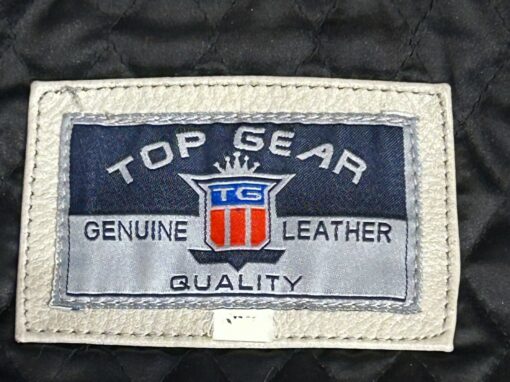 TOP GEAR
TG
GENUINE LEATHER
QUALITY